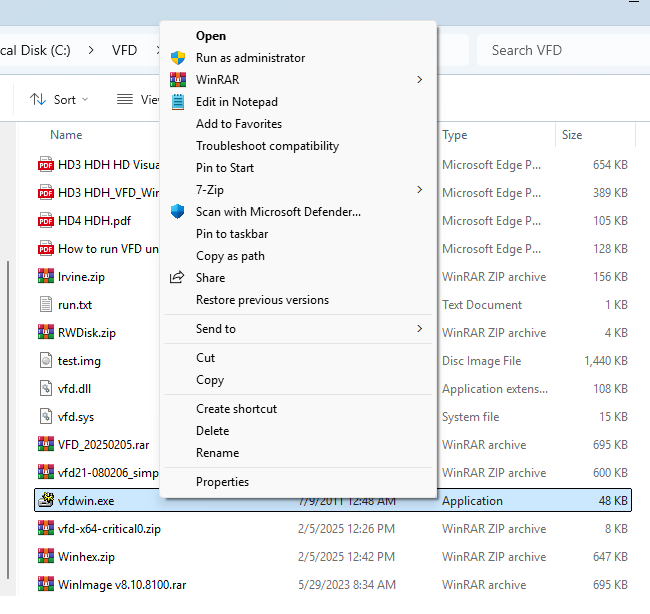 cal Disk (C:) > VFD >
Search VFD
Sort
Vie
Name Type Size
HD3 HDH HD Visua Microsoft Edge P... 654 KB
HD3 HDH_VFD_Win Microsoft Edge P... 389 KB
HD4 HDH.pdf Microsoft Edge P... 105 KB
How to run VFD un Microsoft Edge P... 128 KB
Irvine.zip WinRAR ZIP archive 156 KB
run.txt Text Document 1 KB
RWDisk.zip WinRAR ZIP archive 4 KB
test.img Disc Image File 1,440 KB
vfd.dll Application exten... 108 KB
vfd.sys System file 15 KB
VFD_20250205.rar WinRAR archive 695 KB
vfd21-080206_simp WinRAR ZIP archive 600 KB
vfdwin.exe 7/9/2011 12:48 AM Application 48 KB
vfd-x64-critical0.zip 2/5/2025 12:26 PM WinRAR ZIP archive 8 KB
Winhex.zip 2/5/2025 12:42 PM WinRAR ZIP archive 647 KB
WinImage v8.10.8100.rar 5/29/2023 8:34 AM WinRAR archive 695 KB
Open
Run as administrator
WinRAR >
Edit in Notepad
Add to Favorites
Troubleshoot compatibility
Pin to Start
7-Zip >
Scan with Microsoft Defender...
Pin to taskbar
Copy as path
Share
Restore previous versions
Send to >
Cut
Copy
Create shortcut
Delete
Rename
Properties